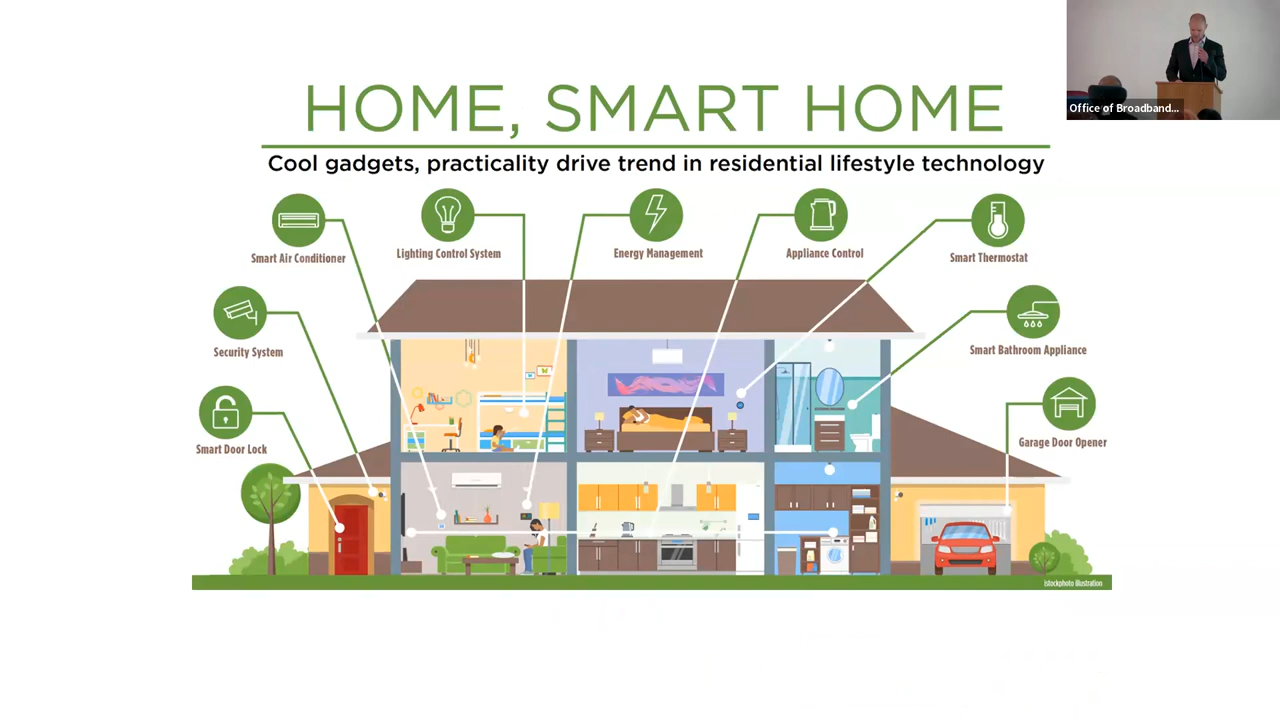 HOME, SMART HOME
Cool gadgets, practicality drive trend in residential lifestyle technology
Smart Air Conditioner
Lighting Control System
Energy Management
Appliance Control
Smart Thermostat
Security System
Smart Bathroom Appliance
Smart Door Lock
Garage Door Opener
istockphoto illustration
Office of Broadband...